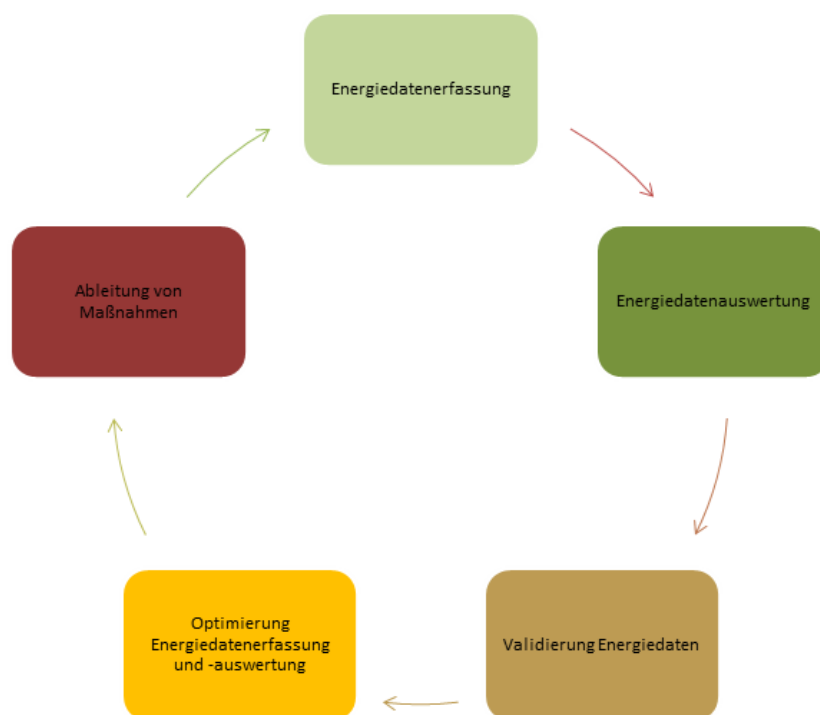 Energiedatenerfassung
Energiedatenauswertung
Validierung Energiedaten
Optimierung
Energiedatenerfassung
und -auswertung
Ableitung von
Maßnahmen